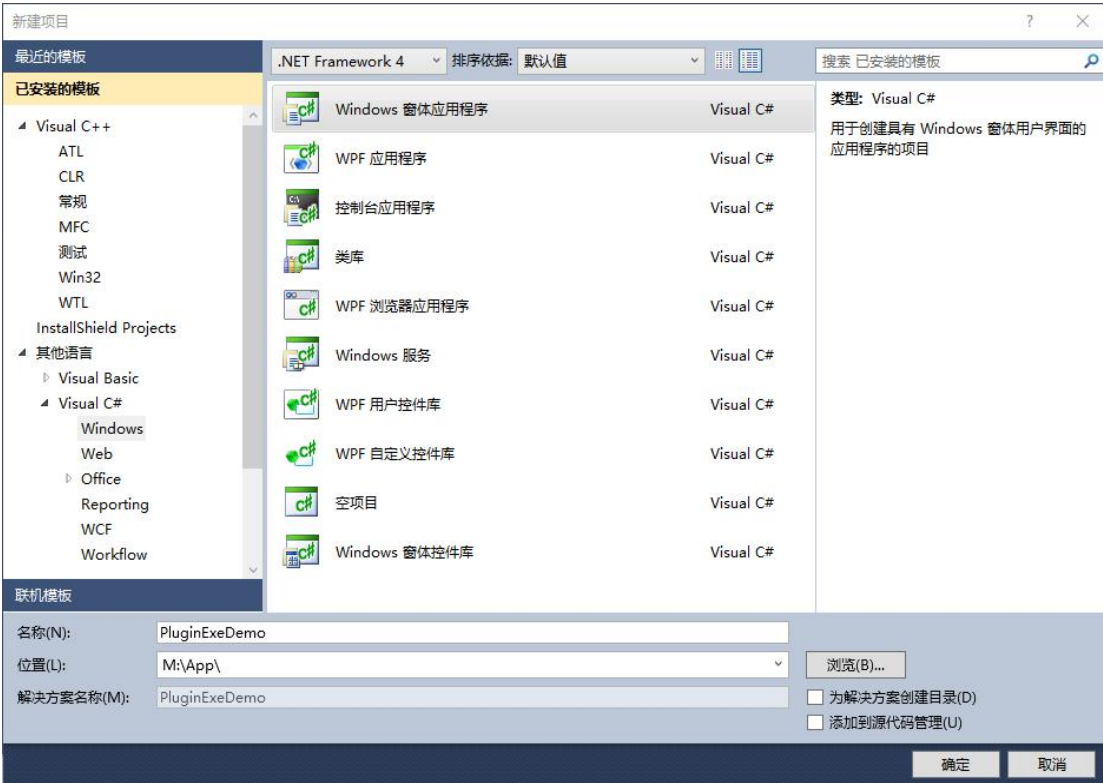 新建项目
最近的模板
已安装的模板
Visual C++
ATL
CLR
常规
MFC
测试
Win32
WTL
InstallShield Projects
其他语言
Visual Basic
Visual C#
Windows
Web
Office
Reporting
WCF
Workflow
联机模板
.NET Framework 4 排序依据: 默认值
Windows 窗体应用程序 Visual C#
WPF 应用程序 Visual C#
控制台应用程序 Visual C#
类库 Visual C#
WPF 浏览器应用程序 Visual C#
Windows 服务 Visual C#
WPF 用户控件库 Visual C#
WPF 自定义控件库 Visual C#
空项目 Visual C#
Windows 窗体控件库 Visual C#
搜索 已安装的模板
类型: Visual C#
用于创建具有 Windows 窗体用户界面的
应用程序的项目
名称(N): PluginExeDemo
位置(L): M:\App\ 浏览(B)...
解决方案名称(M): PluginExeDemo 为解决方案创建目录(D)
添加到源代码管理(U)
确定 取消